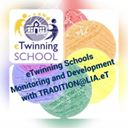 eTwinning
SCHOOL
eTwinning Schools
Monitoring and Development
with TRADITION@LIA.eT